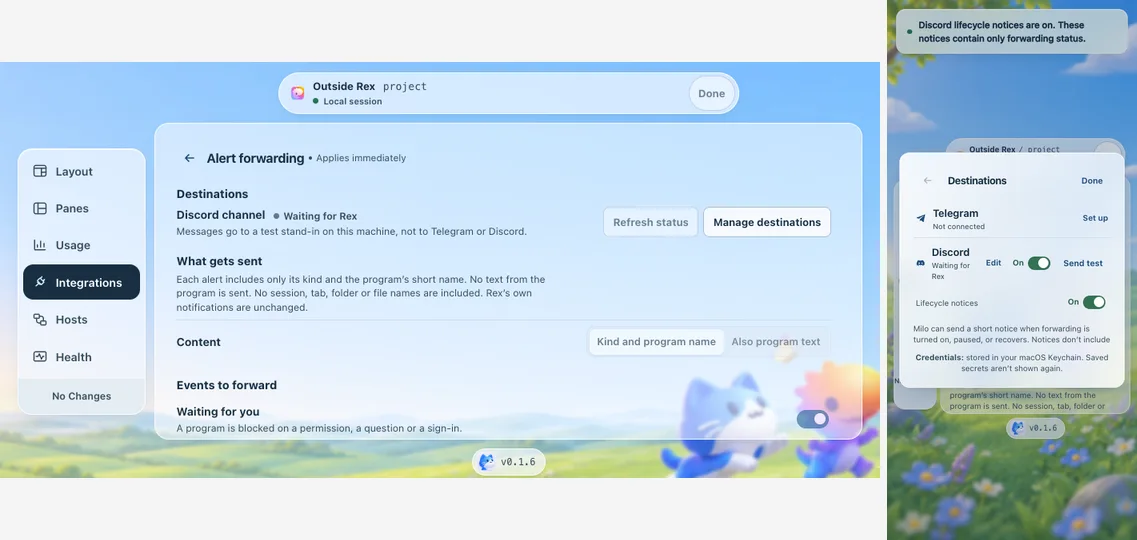 Outside Rex project
Local session
Done
Layout
Panes
Usage
Integrations
Hosts
Health
No Changes
Alert forwarding • Applies immediately
Destinations
Discord channel Waiting for Rex
Messages go to a test stand-in on this machine, not to Telegram or Discord.
Refresh status
Manage destinations
What gets sent
Each alert includes only its kind and the program's short name. No text from the
program is sent. No session, tab, folder or file names are included. Rex's own
notifications are unchanged.
Content
Kind and program name
Also program text
Events to forward
Waiting for you
A program is blocked on a permission, a question or a sign-in.
v0.1.6
Discord lifecycle notices are on. These
notices contain only forwarding status.
Outside Rex / project
Destinations
Done
Telegram
Not connected
Set up
Discord
Waiting for
Rex
Edit
On
Send test
Lifecycle notices
On
Milo can send a short notice when forwarding is
turned on, paused, or recovers. Notices don't include
Credentials: stored in your macOS Keychain. Saved
secrets aren't shown again.
N
program's short name. No text from the
program is sent. No session, tab, folder or
v0.1.6